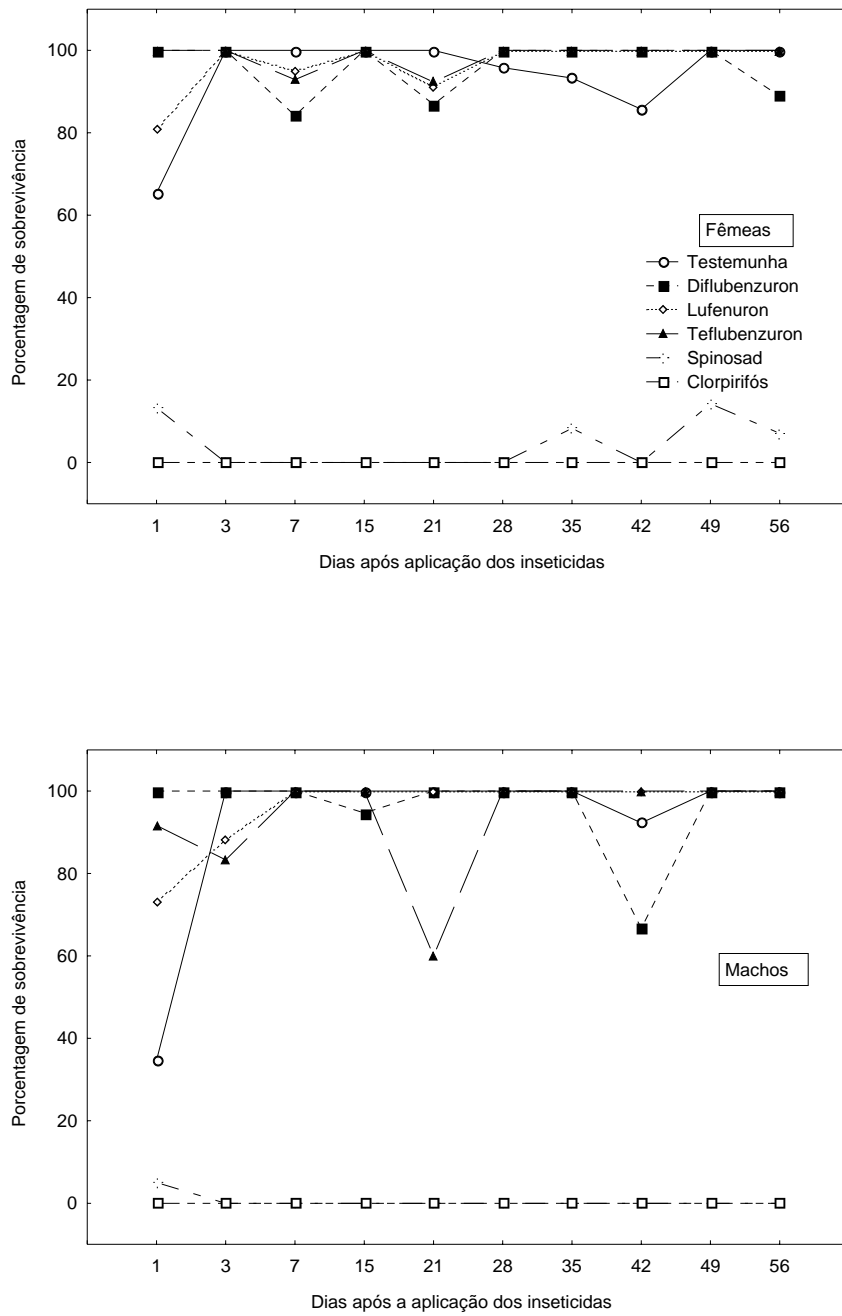 100
80
60
40
20
0
Porcentagem de sobrevivência
Fêmeas
Testemunha
Diflubenzuron
Lufenuron
Teflubenzuron
Spinosad
Clorpirifós
1 3 7 15 21 28 35 42 49 56
Dias após aplicação dos inseticidas
100
80
60
40
20
0
Porcentagem de sobrevivência
Machos
1 3 7 15 21 28 35 42 49 56
Dias após a aplicação dos inseticidas